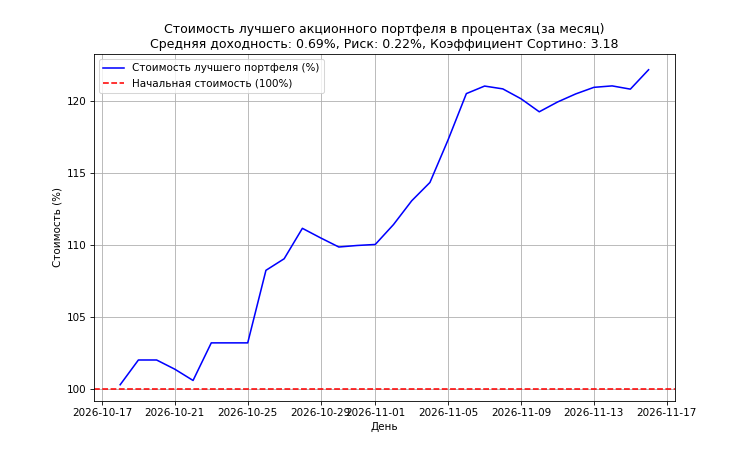 Стоимость лучшего акционного портфеля в процентах (за месяц)
Средняя доходность: 0.69%, Риск: 0.22%, Коэффициент Сортино: 3.18
Стоимость лучшего портфеля (%)
Начальная стоимость (100%)
Стоимость (%)
120
115
110
105
100
2026-10-17 2026-10-21 2026-10-25 2026-10-29 2026-11-01 2026-11-05 2026-11-09 2026-11-13 2026-11-17
День